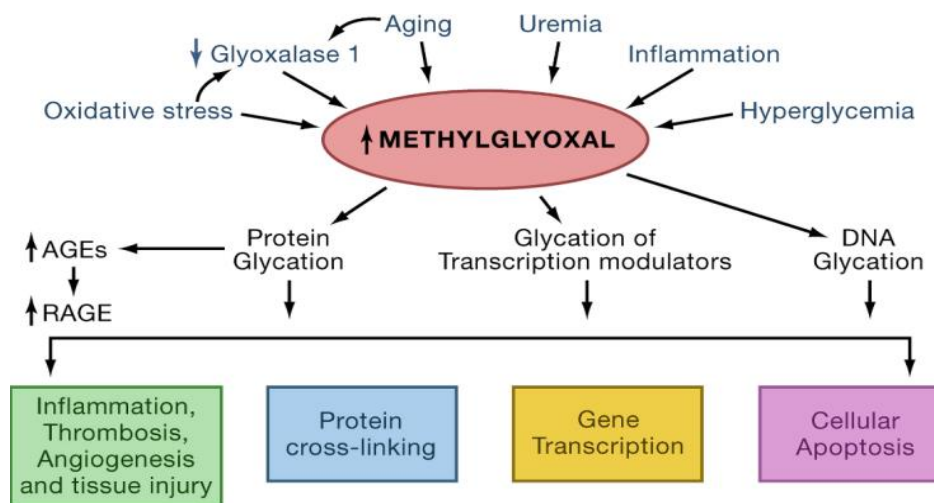 Aging
Uremia
↓ Glyoxalase 1
Inflammation
Oxidative stress
Hyperglycemia
↑ METHYLGLYOXAL
↑ AGEs
Protein
Glycation
Glycation of
Transcription modulators
DNA
Glycation
↑ RAGE
Inflammation,
Thrombosis,
Angiogenesis
and tissue injury
Protein
cross-linking
Gene
Transcription
Cellular
Apoptosis